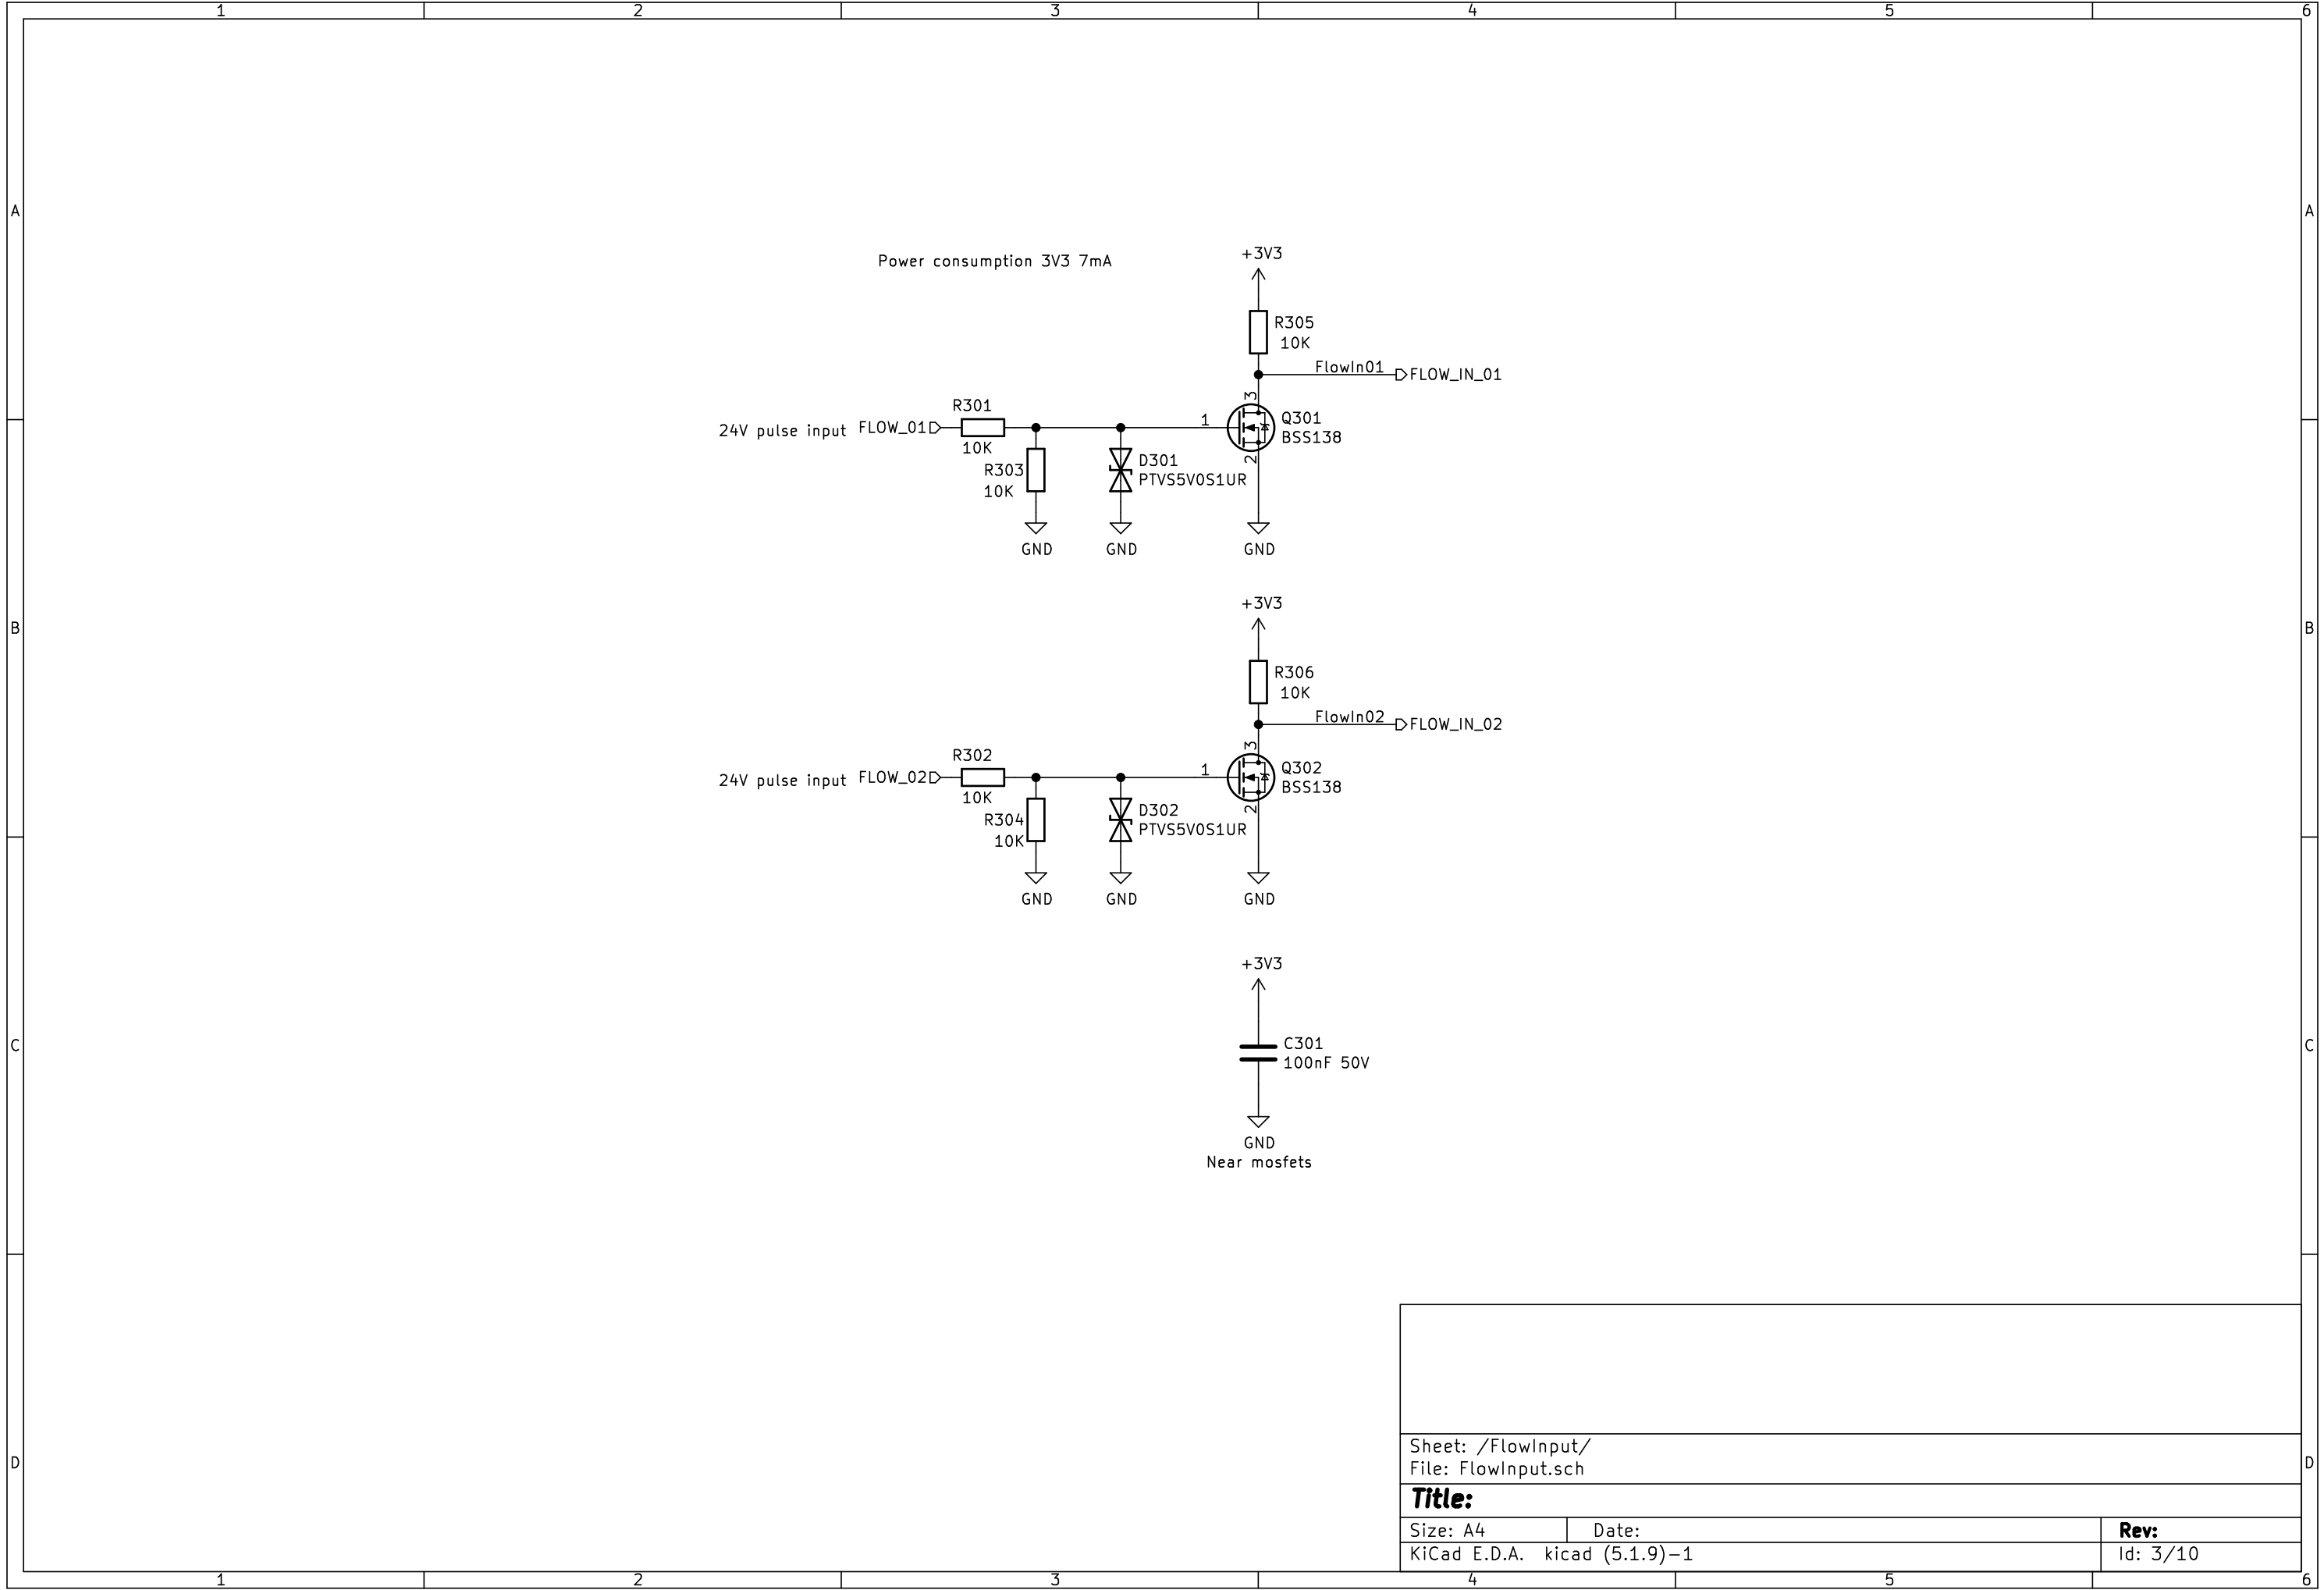 1 2 3 4 5 6
A A
Power consumption 3V3 7mA
+3V3
R305
10K
FlowIn01
FLOW_IN_01
3
R301
24V pulse input
FLOW_01
1
Q301
BSS138
10K
R303
10K
D301
PTVS5V0S1UR
2
GND GND GND
+3V3
B B
R306
10K
FlowIn02
FLOW_IN_02
3
R302
24V pulse input
FLOW_02
1
Q302
BSS138
10K
R304
10K
D302
PTVS5V0S1UR
2
GND GND GND
+3V3
C C
C301
100nF 50V
GND
Near mosfets
D D
Sheet: /FlowInput/
File: FlowInput.sch
Title:
Size: A4 Date: Rev:
KiCad E.D.A. kicad (5.1.9)-1 Id: 3/10
1 2 3 4 5 6